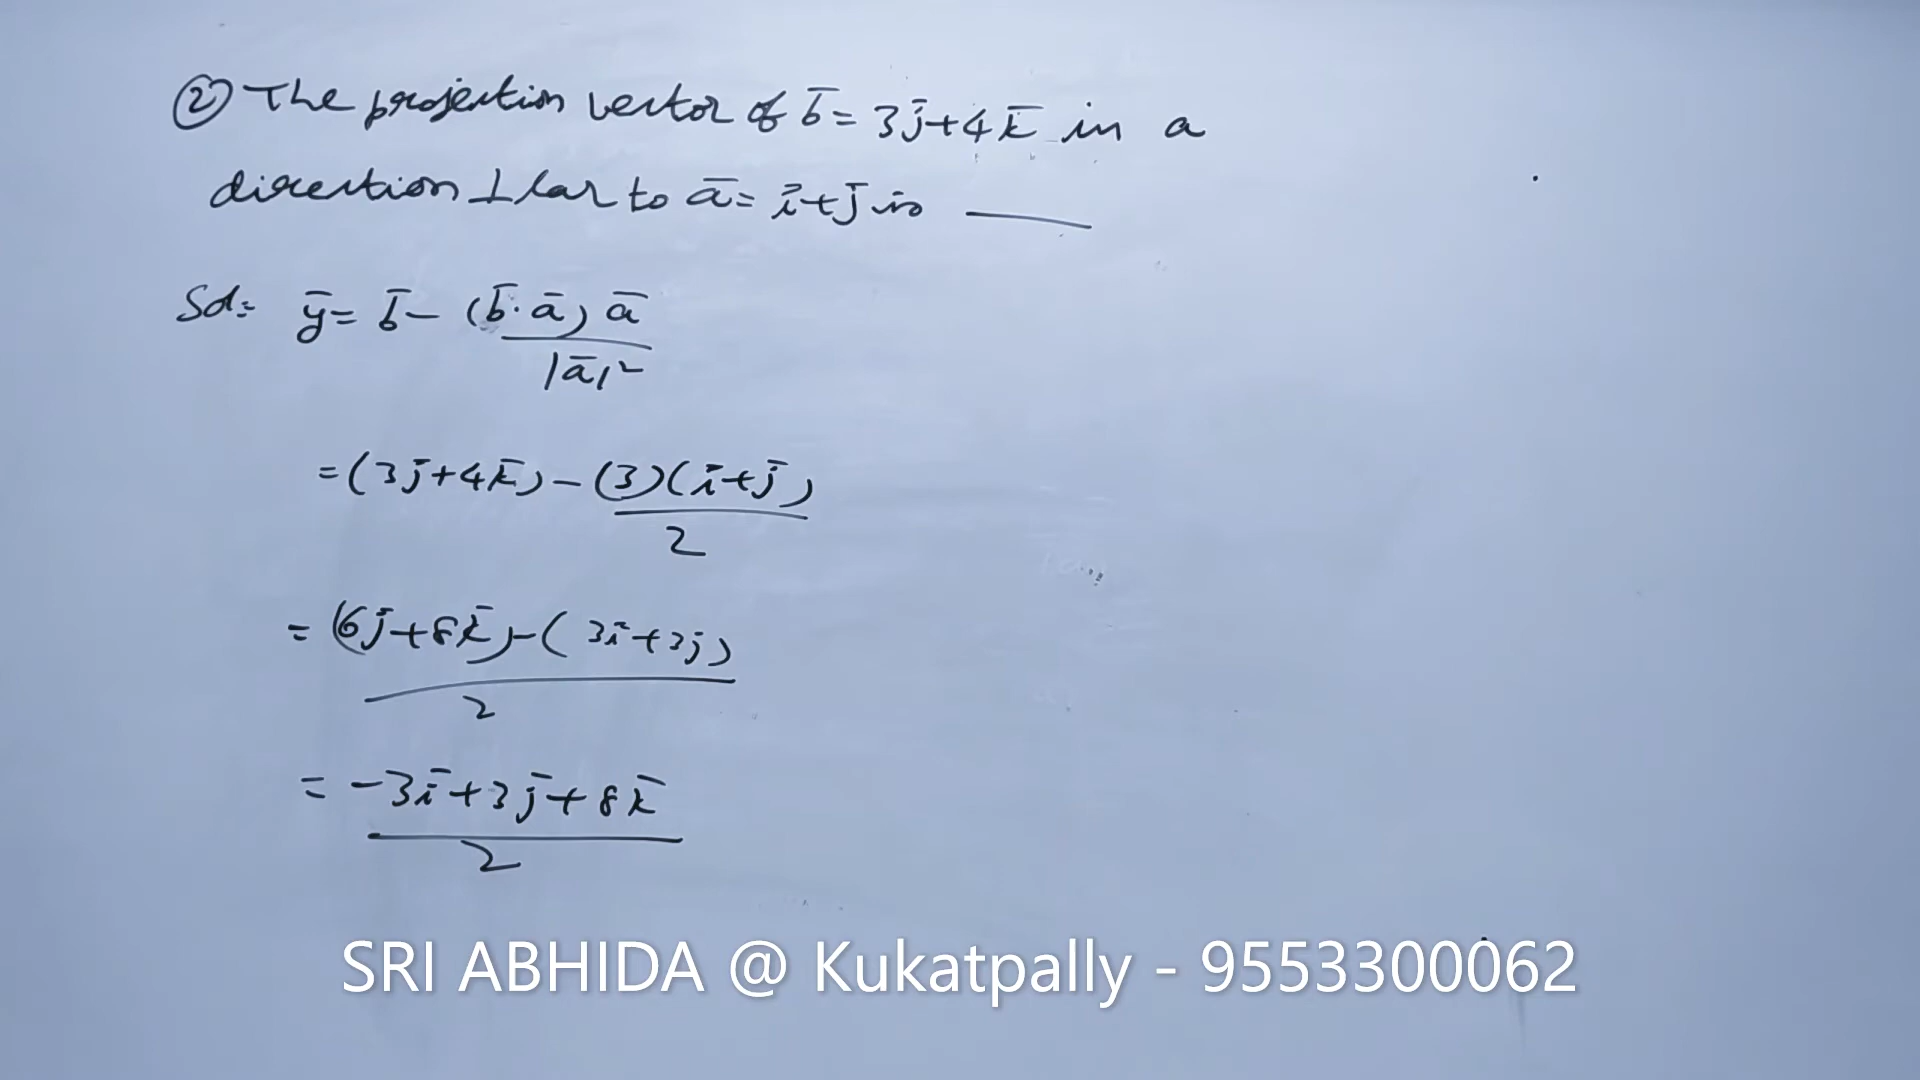 ② The projection vector of b̄ = 3j̄+4k̄ in a
direction ⊥lar to ā = ī+j̄ is ____
Sol: ȳ = b̄ - (b̄·ā) ā
|ā|²
= (3j̄+4k̄) - (3)(ī+j̄)
2
= (6j̄+8k̄) - (3i+3j)
2
= -3ī+3j̄+8k̄
2
SRI ABHIDA @ Kukatpally - 9553300062